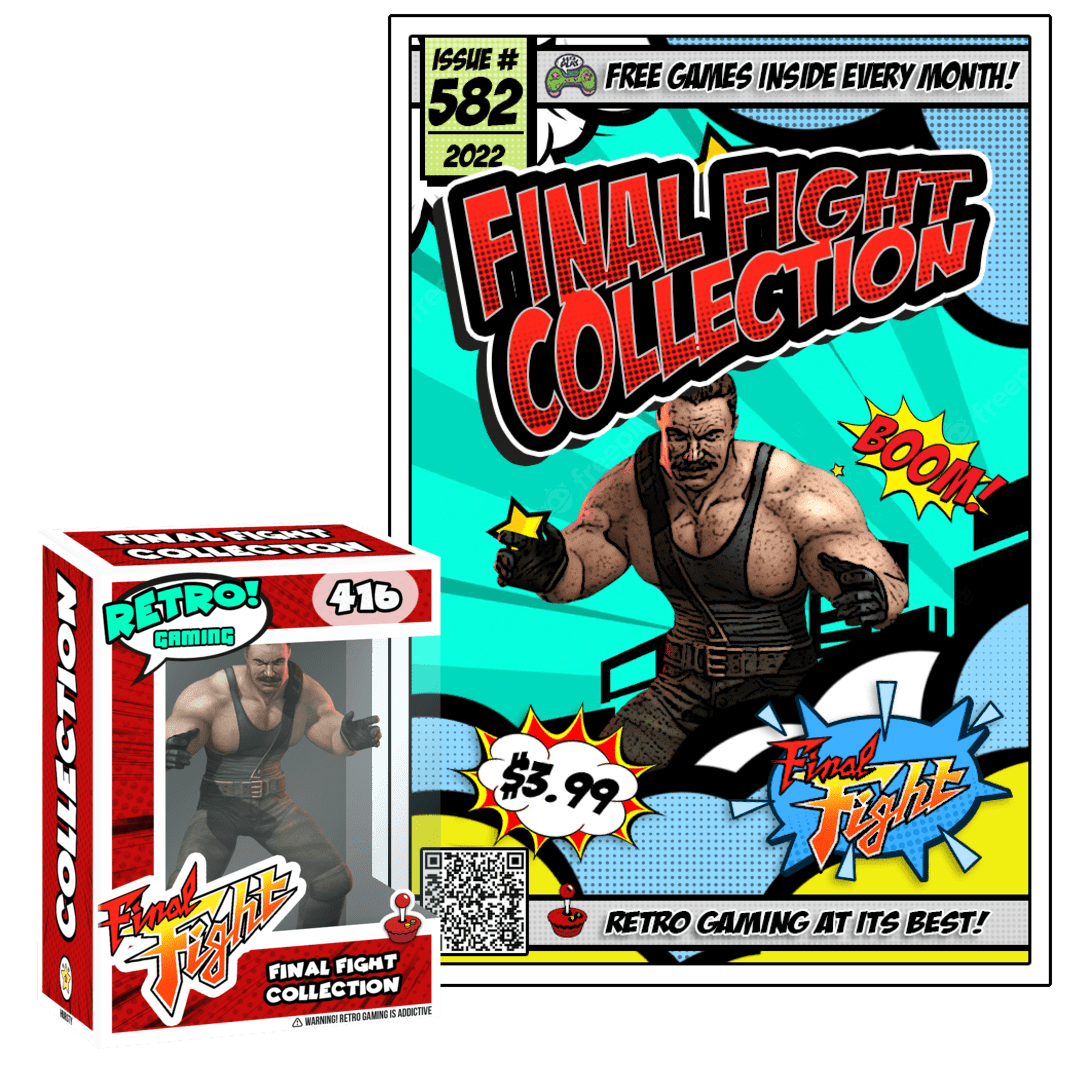 ISSUE #
582
2022
FREE GAMES INSIDE EVERY MONTH!
FINAL FIGHT
COLLECTION
BOOM!
$3.99
Final
Fight
RETRO GAMING AT ITS BEST!
FINAL FIGHT
COLLECTION
COLLECTION
RETRO!
GAMING
416
Final
Fight
FINAL FIGHT
COLLECTION
WARNING! RETRO GAMING IS ADDICTIVE